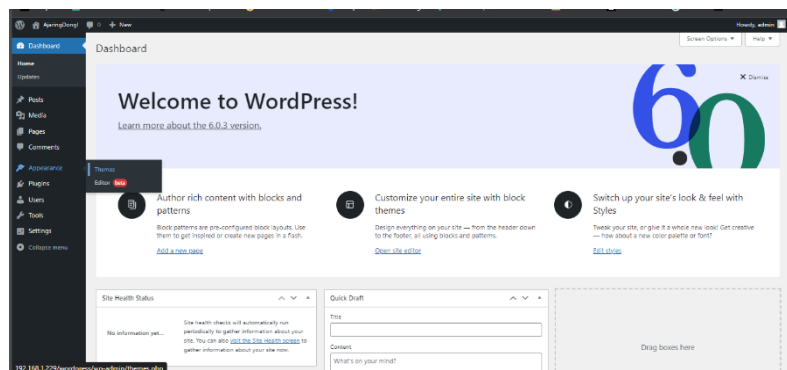 AjaringDong!
0
+ New
Howdy, admin
Dashboard
Home
Updates
Posts
Media
Pages
Comments
Appearance
Themes
Editor beta
Plugins
Users
Tools
Settings
Collapse menu
Dashboard
Screen Options
Help
Dismiss
Welcome to WordPress!
Learn more about the 6.0.3 version.
6.0
Author rich content with blocks and
patterns
Block patterns are pre-configured block layouts. Use
them to get inspired or create new pages in a flash.
Add a new page
Customize your entire site with block
themes
Design everything on your site — from the header down
to the footer, all using blocks and patterns.
Open site editor
Switch up your site's look & feel with
Styles
Tweak your site, or give it a whole new look! Get creative
— how about a new color palette or font?
Edit styles
Site Health Status
No information yet...
Site health checks will automatically run
periodically to gather information about your
site. You can also visit the Site Health screen to
gather information about your site now.
Quick Draft
Title
Content
What's on your mind?
Drag boxes here
192.168.1.229/wordpress/wp-admin/themes.php